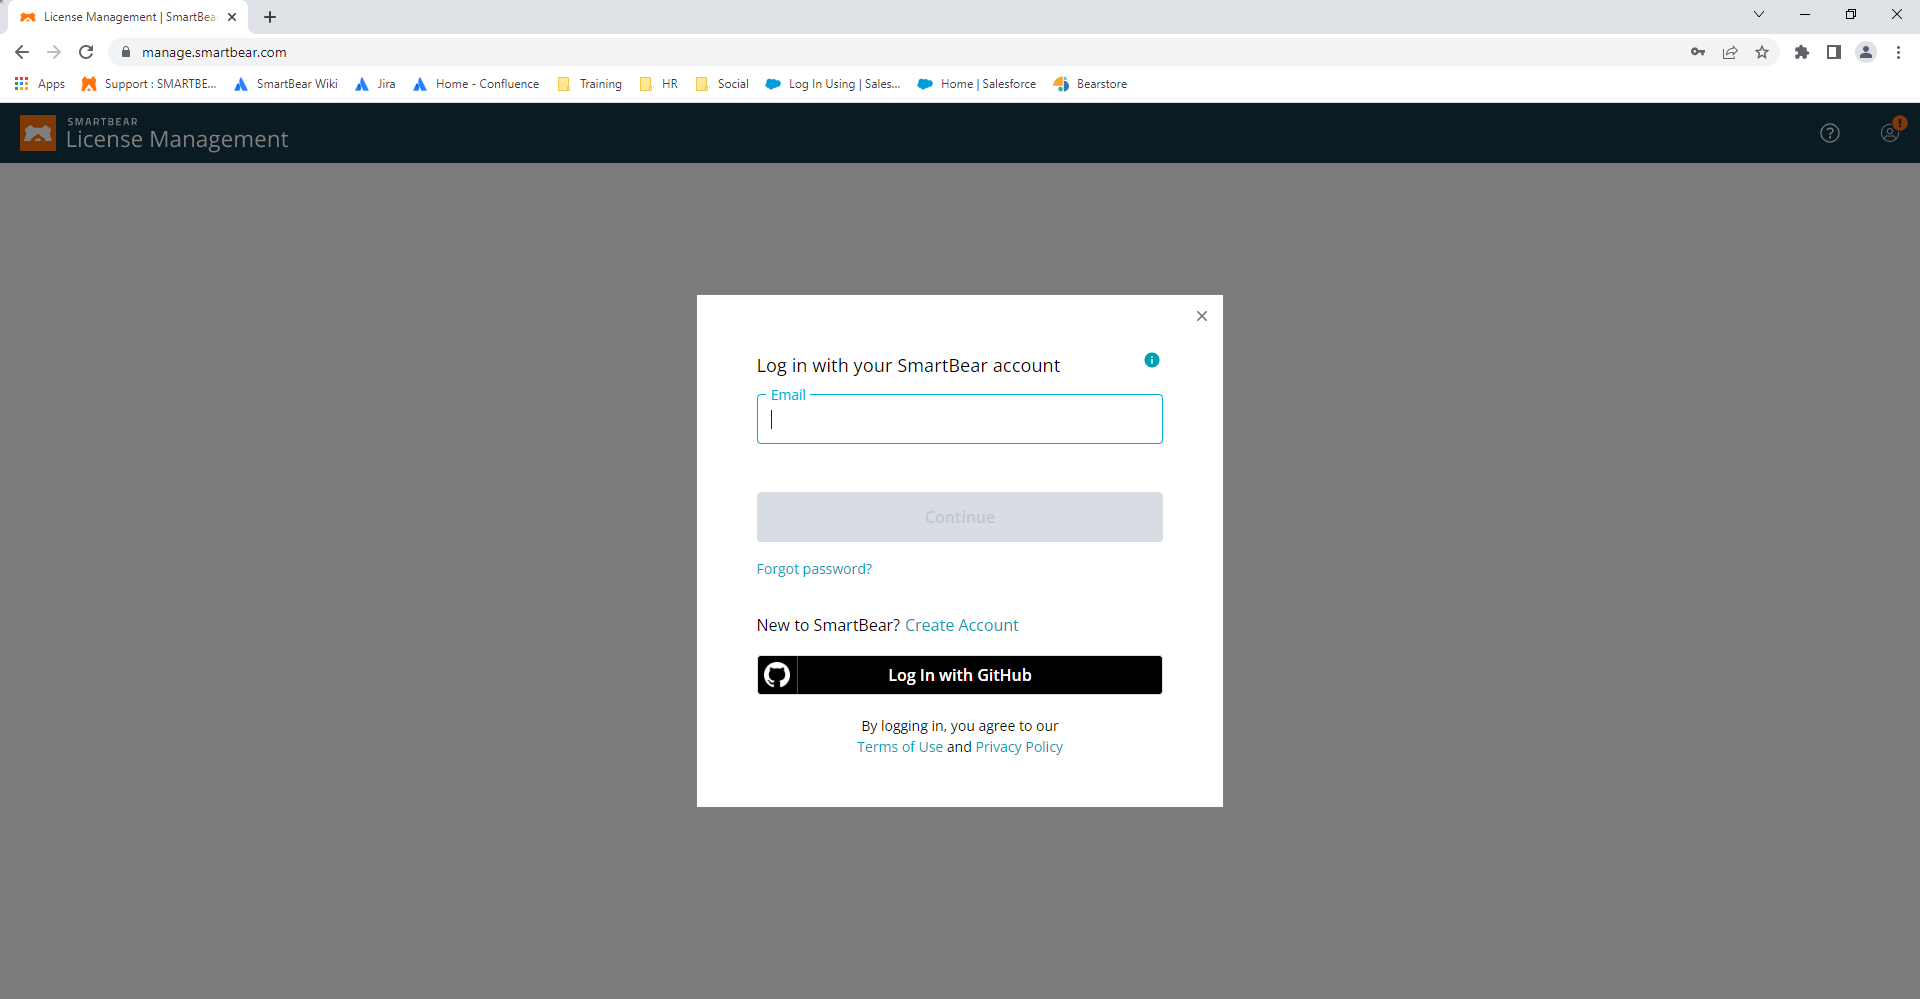 License Management | SmartBea
manage.smartbear.com
Apps
Support : SMARTBE...
SmartBear Wiki
Jira
Home - Confluence
Training
HR
Social
Log In Using | Sales...
Home | Salesforce
Bearstore
SMARTBEAR
License Management
Log in with your SmartBear account
Email
Continue
Forgot password?
New to SmartBear? Create Account
Log In with GitHub
By logging in, you agree to our
Terms of Use and Privacy Policy